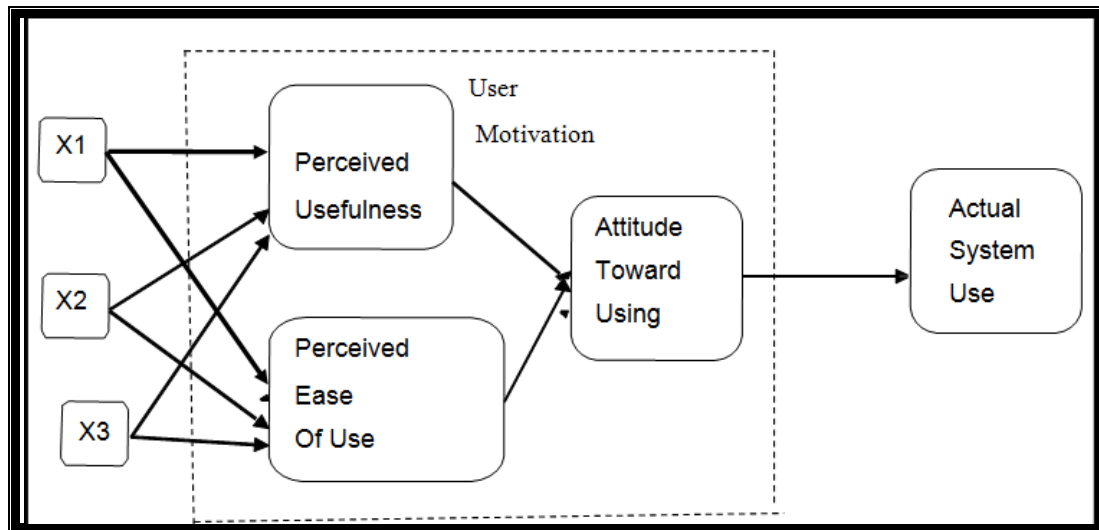 User
Motivation
X1
Perceived
Usefulness
X2
Attitude
Toward
Using
Actual
System
Use
Perceived
Ease
Of Use
X3